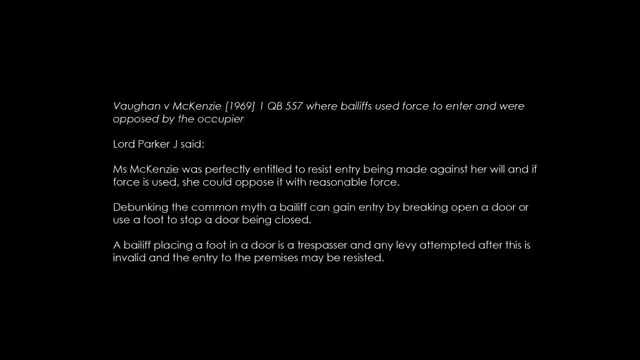 Vaughan v McKenzie [1969] 1 QB 557 where bailiffs used force to enter and were
opposed by the occupier
Lord Parker J said:
Ms McKenzie was perfectly entitled to resist entry being made against her will and if
force is used, she could oppose it with reasonable force.
Debunking the common myth a bailiff can gain entry by breaking open a door or
use a foot to stop a door being closed.
A bailiff placing a foot in a door is a trespasser and any levy attempted after this is
invalid and the entry to the premises may be resisted.